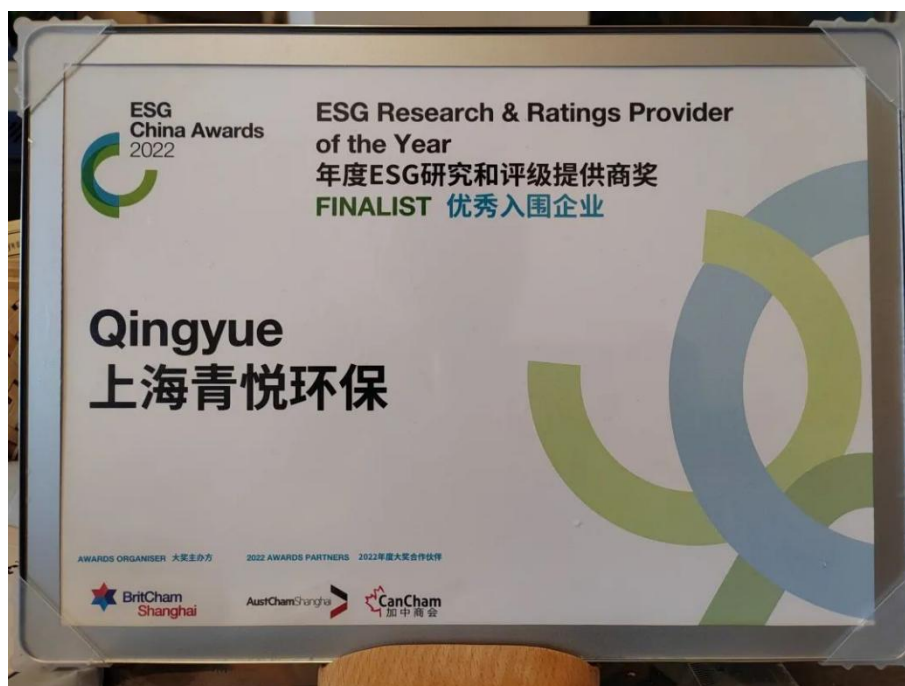 ESG
China Awards
2022
ESG Research & Ratings Provider
of the Year
年度ESG研究和评级提供商奖
FINALIST 优秀入围企业
Qingyue
上海青悦环保
AWARDS ORGANISER 大奖主办方
2022 AWARDS PARTNERS 2022年度大奖合作伙伴
BritCham
Shanghai
AustChamShanghai
CanCham
加中商会